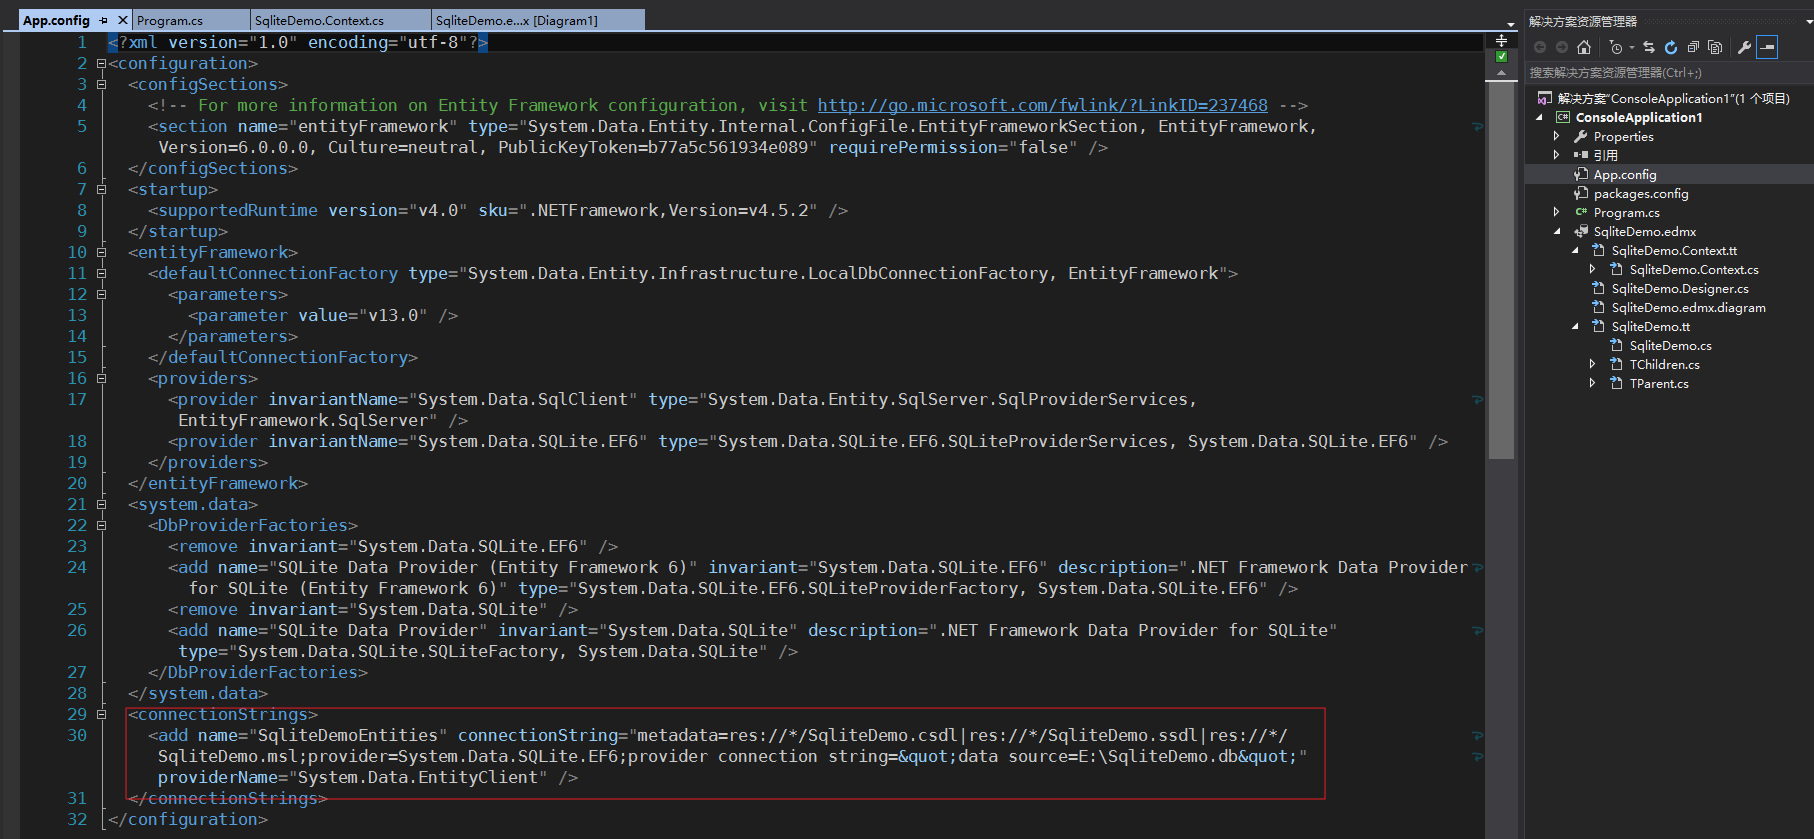 App.config
Program.cs
SqliteDemo.Context.cs
SqliteDemo.e...x [Diagram1]
1 <?xml version="1.0" encoding="utf-8"?>
2 <configuration>
3 <configSections>
4 <!-- For more information on Entity Framework configuration, visit http://go.microsoft.com/fwlink/?LinkID=237468 -->
5 <section name="entityFramework" type="System.Data.Entity.Internal.ConfigFile.EntityFrameworkSection, EntityFramework,
Version=6.0.0.0, Culture=neutral, PublicKeyToken=b77a5c561934e089" requirePermission="false" />
6 </configSections>
7 <startup>
8 <supportedRuntime version="v4.0" sku=".NETFramework,Version=v4.5.2" />
9 </startup>
10 <entityFramework>
11 <defaultConnectionFactory type="System.Data.Entity.Infrastructure.LocalDbConnectionFactory, EntityFramework">
12 <parameters>
13 <parameter value="v13.0" />
14 </parameters>
15 </defaultConnectionFactory>
16 <providers>
17 <provider invariantName="System.Data.SqlClient" type="System.Data.Entity.SqlServer.SqlProviderServices,
EntityFramework.SqlServer" />
18 <provider invariantName="System.Data.SQLite.EF6" type="System.Data.SQLite.EF6.SQLiteProviderServices, System.Data.SQLite.EF6" />
19 </providers>
20 </entityFramework>
21 <system.data>
22 <DbProviderFactories>
23 <remove invariant="System.Data.SQLite.EF6" />
24 <add name="SQLite Data Provider (Entity Framework 6)" invariant="System.Data.SQLite.EF6" description=".NET Framework Data Provider
for SQLite (Entity Framework 6)" type="System.Data.SQLite.EF6.SQLiteProviderFactory, System.Data.SQLite.EF6" />
25 <remove invariant="System.Data.SQLite" />
26 <add name="SQLite Data Provider" invariant="System.Data.SQLite" description=".NET Framework Data Provider for SQLite"
type="System.Data.SQLite.SQLiteFactory, System.Data.SQLite" />
27 </DbProviderFactories>
28 </system.data>
29 <connectionStrings>
30 <add name="SqliteDemoEntities" connectionString="metadata=res://*/SqliteDemo.csdl|res://*/SqliteDemo.ssdl|res://*/
SqliteDemo.msl;provider=System.Data.SQLite.EF6;provider connection string=&quot;data source=E:\SqliteDemo.db&quot;"
providerName="System.Data.EntityClient" />
31 </connectionStrings>
32 </configuration>
解决方案资源管理器
搜索解决方案资源管理器(Ctrl+;)
解决方案"ConsoleApplication1"(1 个项目)
C# ConsoleApplication1
Properties
引用
App.config
packages.config
C# Program.cs
SqliteDemo.edmx
SqliteDemo.Context.tt
SqliteDemo.Context.cs
SqliteDemo.Designer.cs
SqliteDemo.edmx.diagram
SqliteDemo.tt
SqliteDemo.cs
TChildren.cs
TParent.cs